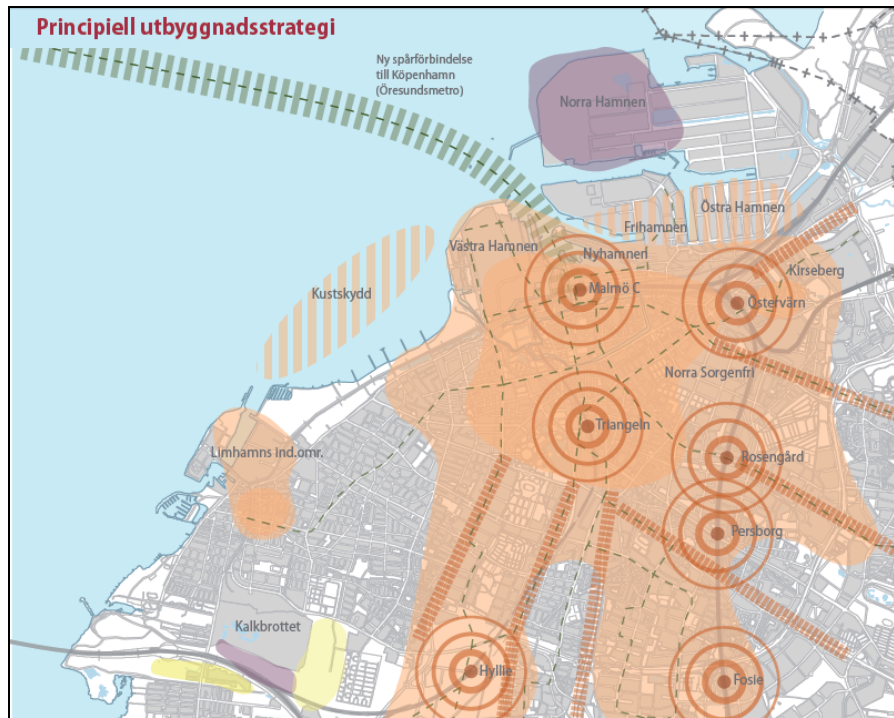 Principiell utbyggnadsstrategi
Ny spårförbindelse
till Köpenhamn
(Öresundsmetro)
Norra Hamnen
Östra Hamnen
Frihamnen
Västra Hamnen
Nyhamnen
Kirseberg
Malmö C
Östervärn
Kustskydd
Norra Sorgenfri
Triangeln
Limhamns ind.omr.
Rosengård
Persborg
Kalkbrottet
Hyllie
Fosie